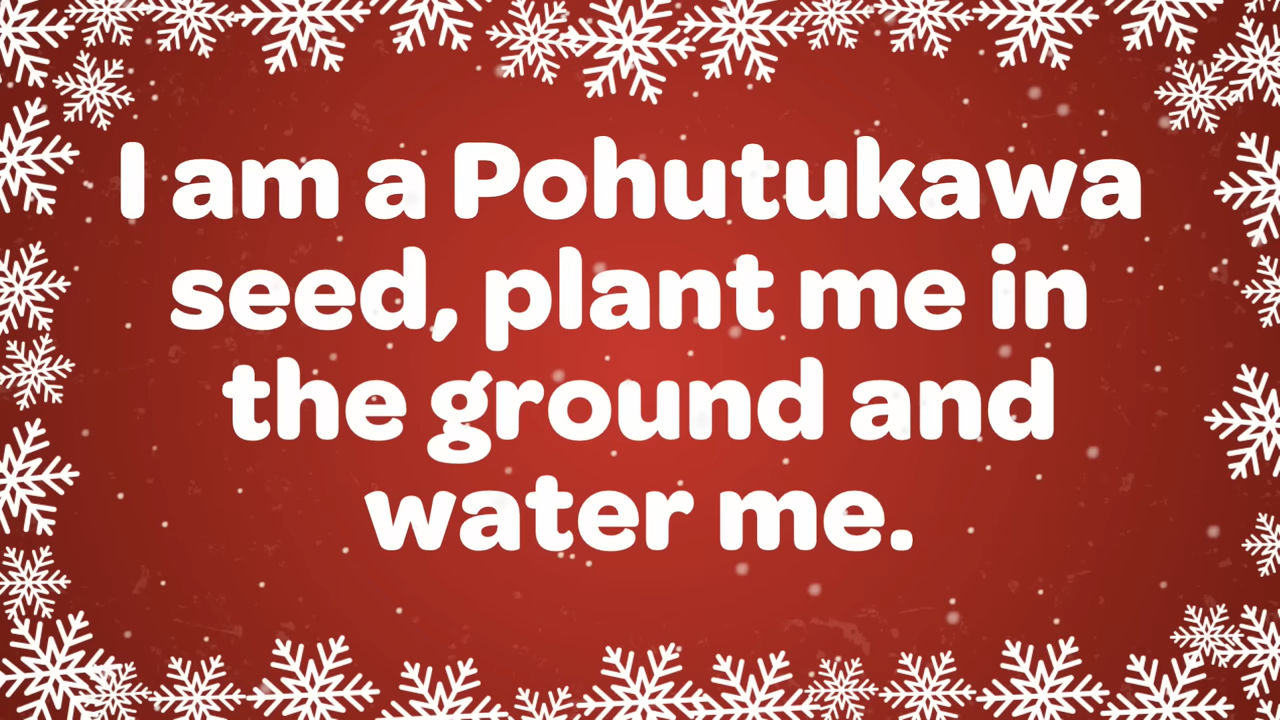 I am a Pohutukawa
seed, plant me in
the ground and
water me.